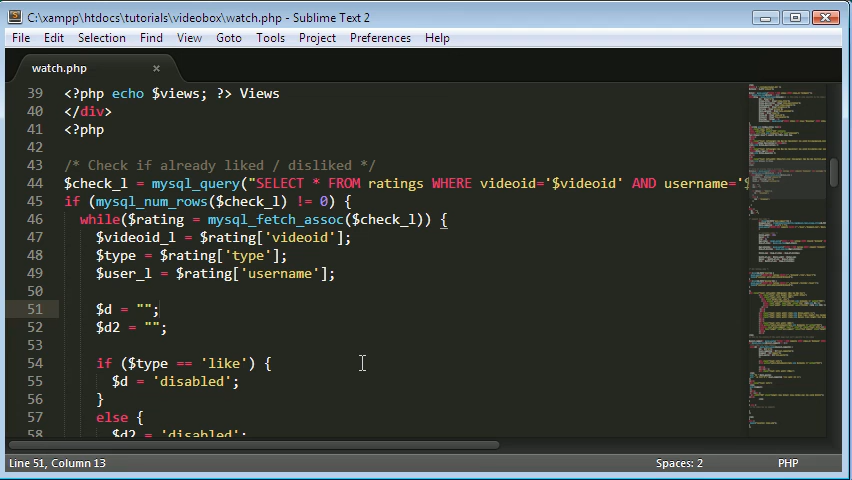 C:\xampp\htdocs\tutorials\videobox\watch.php - Sublime Text 2
File Edit Selection Find View Goto Tools Project Preferences Help
watch.php ×
39 <?php echo $views; ?> Views
40 </div>
41 <?php
42
43 /* Check if already liked / disliked */
44 $check_l = mysql_query("SELECT * FROM ratings WHERE videoid='$videoid' AND username='$
45 if (mysql_num_rows($check_l) != 0) {
46 while($rating = mysql_fetch_assoc($check_l)) {
47 $videoid_l = $rating['videoid'];
48 $type = $rating['type'];
49 $user_l = $rating['username'];
50
51 $d = "";
52 $d2 = "";
53
54 if ($type == 'like') {
55 $d = 'disabled';
56 }
57 else {
58 $d2 = 'disabled';
Line 51, Column 13 Spaces: 2 PHP